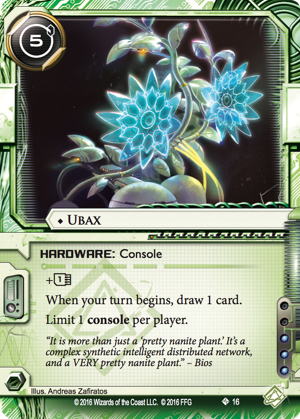 5
Ubax
HARDWARE: Console
+1
When your turn begins, draw 1 card.
Limit 1 console per player.
"It is more than just a 'pretty nanite plant.' It's a
complex synthetic intelligent distributed network,
and a VERY pretty nanite plant." – Bios
Illus. Andreas Zafiratos
© 2016 Wizards of the Coast LLC. © 2016 FFG 16